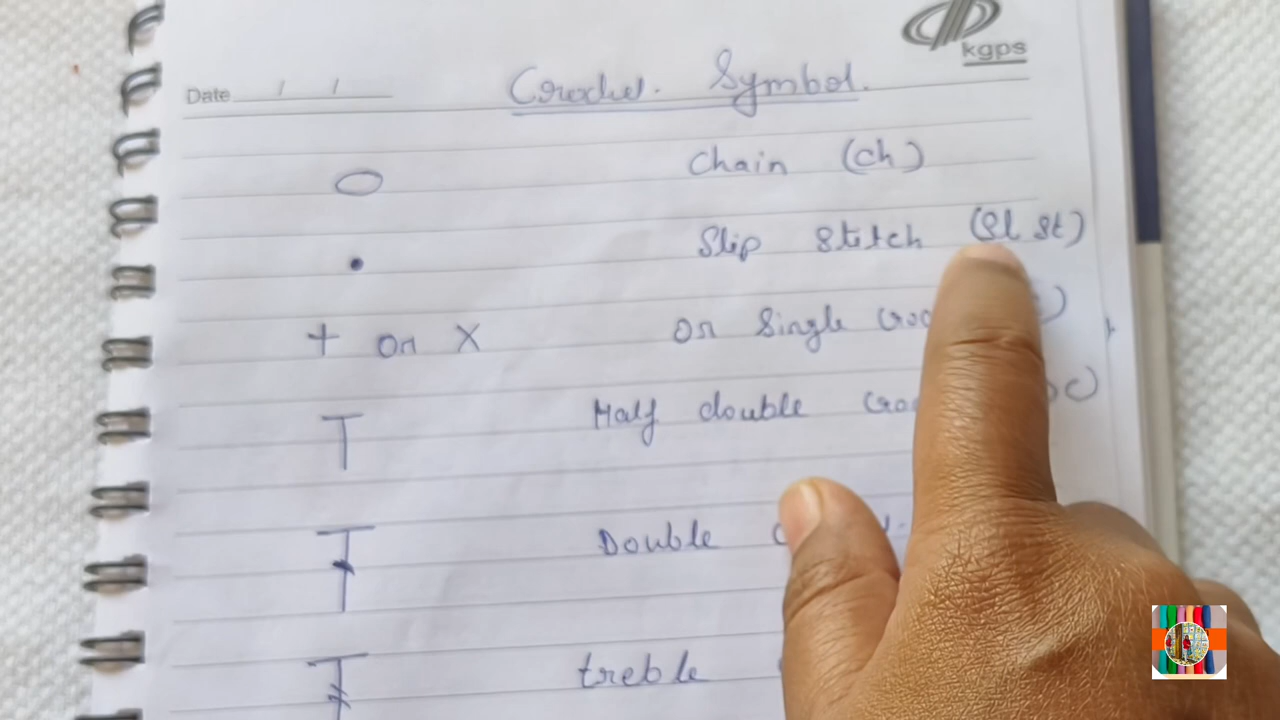 kgps
Date / /
Crochet. Symbol.
Chain (ch)
Slip Stitch (Sl St)
+ or X or Single
Half double
Double
treble